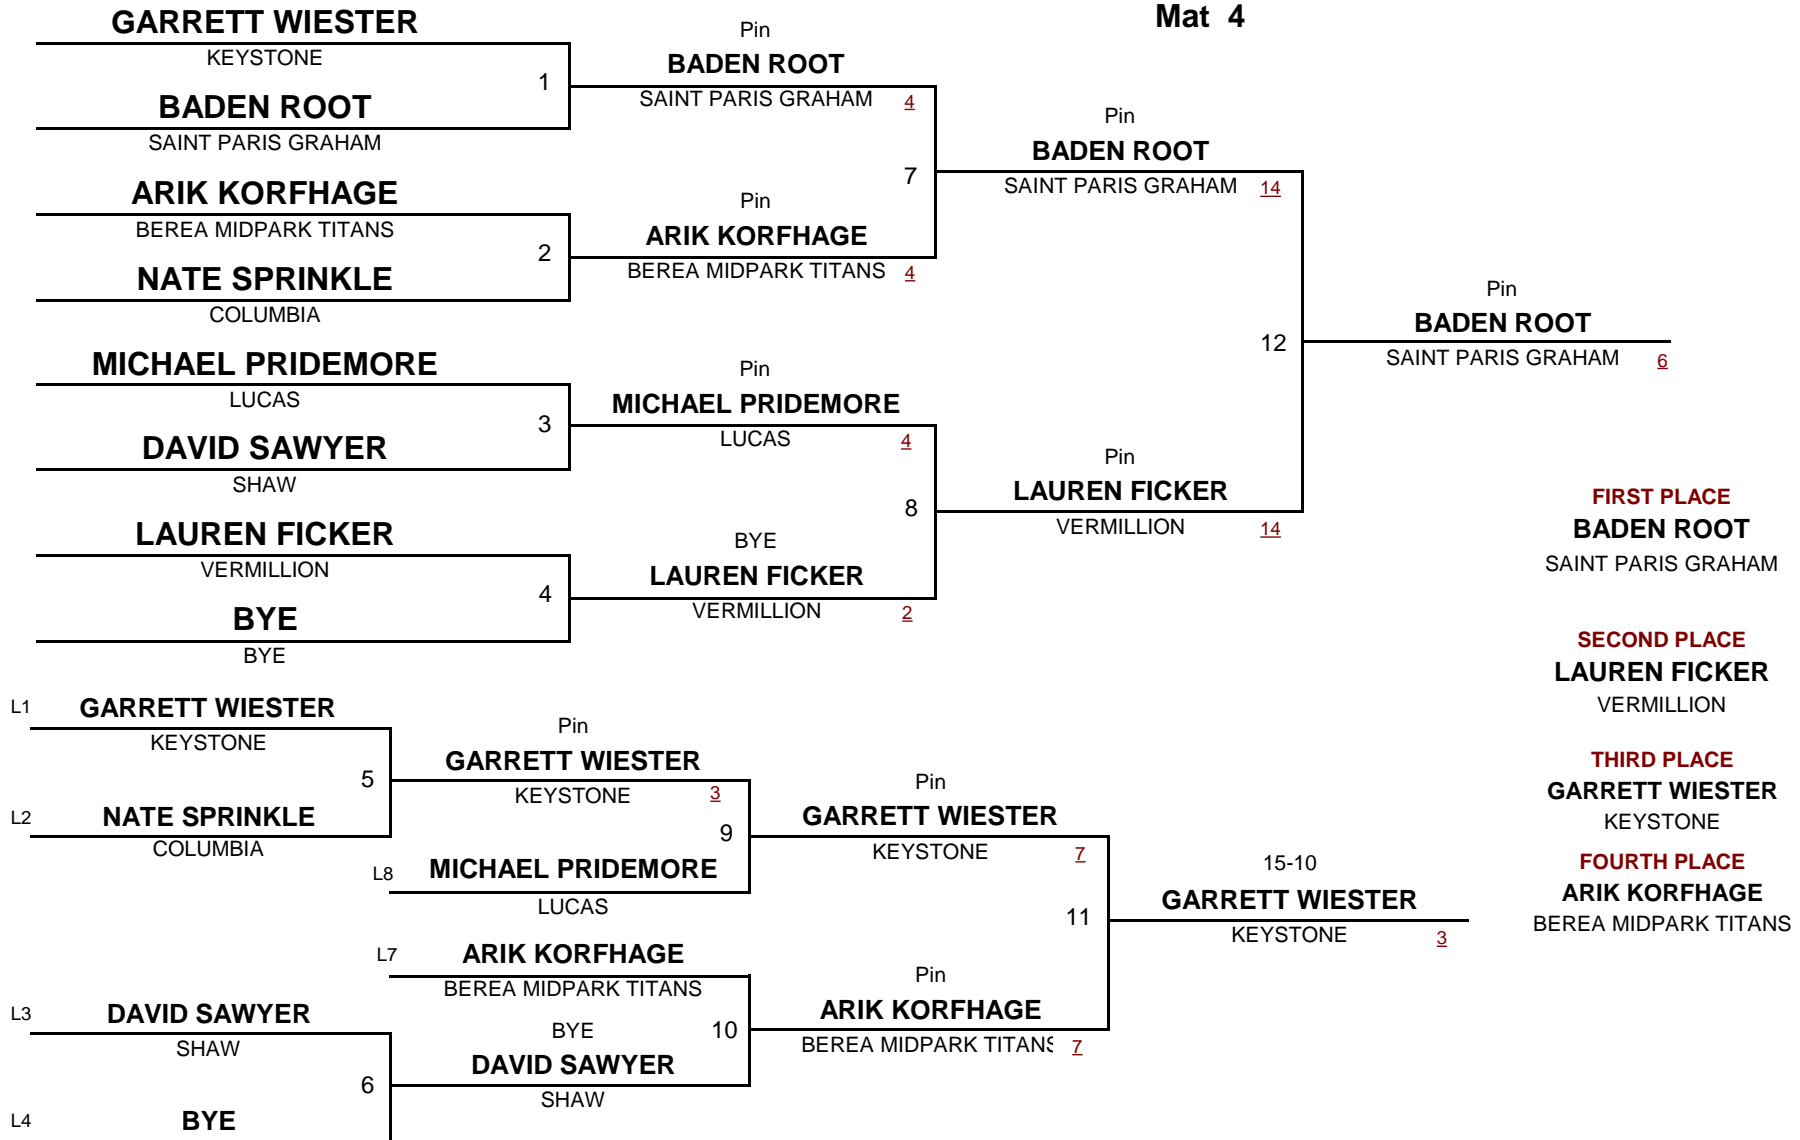 Mat 4
GARRETT WIESTER
KEYSTONE
1
BADEN ROOT
SAINT PARIS GRAHAM
ARIK KORFHAGE
BEREA MIDPARK TITANS
2
NATE SPRINKLE
COLUMBIA
MICHAEL PRIDEMORE
LUCAS
3
DAVID SAWYER
SHAW
LAUREN FICKER
VERMILLION
4
BYE
BYE
Pin
BADEN ROOT
SAINT PARIS GRAHAM 4
7
Pin
ARIK KORFHAGE
BEREA MIDPARK TITANS 4
Pin
MICHAEL PRIDEMORE
LUCAS 4
8
BYE
LAUREN FICKER
VERMILLION 2
Pin
BADEN ROOT
SAINT PARIS GRAHAM 14
12
Pin
LAUREN FICKER
VERMILLION 14
Pin
BADEN ROOT
SAINT PARIS GRAHAM 6
FIRST PLACE
BADEN ROOT
SAINT PARIS GRAHAM
SECOND PLACE
LAUREN FICKER
VERMILLION
THIRD PLACE
GARRETT WIESTER
KEYSTONE
FOURTH PLACE
ARIK KORFHAGE
BEREA MIDPARK TITANS
L1 GARRETT WIESTER
KEYSTONE
5
L2 NATE SPRINKLE
COLUMBIA
L3 DAVID SAWYER
SHAW
6
L4 BYE
Pin
GARRETT WIESTER
KEYSTONE 3
9
L8 MICHAEL PRIDEMORE
LUCAS
L7 ARIK KORFHAGE
BEREA MIDPARK TITANS
10
BYE
DAVID SAWYER
SHAW
Pin
GARRETT WIESTER
KEYSTONE 7
11
Pin
ARIK KORFHAGE
BEREA MIDPARK TITANS 7
15-10
GARRETT WIESTER
KEYSTONE 3